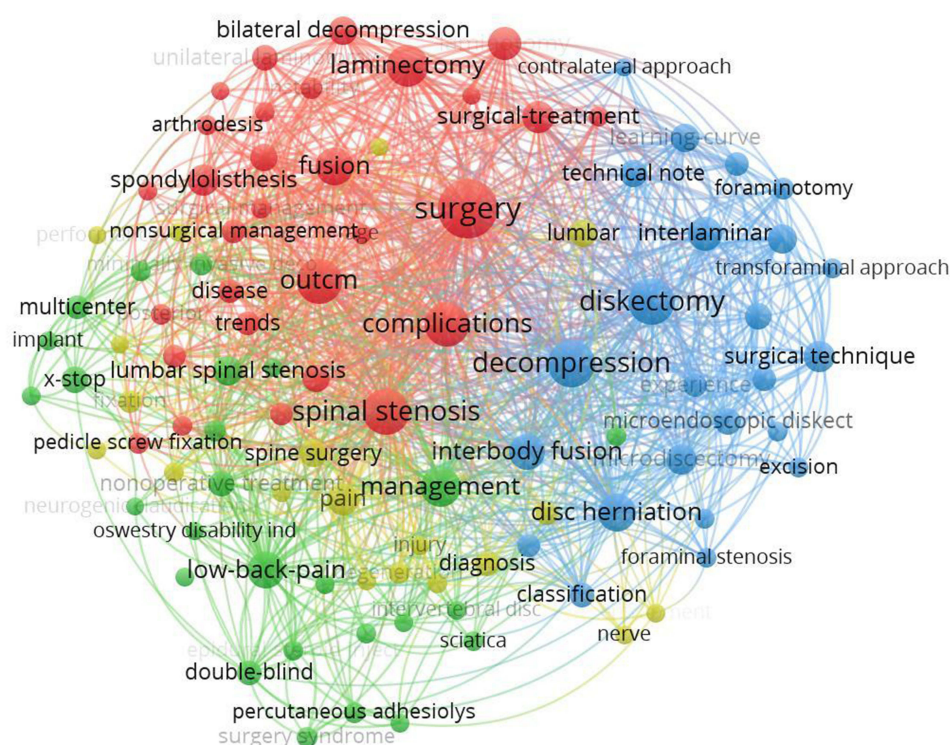 bilateral decompression
laminectomy
contralateral approach
surgical-treatment
arthrodesis
learning-curve
fusion
technical note
spondylolisthesis
foraminotomy
surgery
nonsurgical management
lumbar
interlaminar
transforaminal approach
outcm
disease
diskectomy
multicenter
trends
complications
implant
surgical technique
decompression
lumbar spinal stenosis
x-stop
experience
fixation
spinal stenosis
microendoscopic diskect
pedicle screw fixation
spine surgery
interbody fusion
microdiscectomy
excision
nonoperative treatment
management
pain
disc herniation
oswestry disability ind
injury
foraminal stenosis
diagnosis
low-back-pain
classification
intervertebral disc
nerve
sciatica
double-blind
percutaneous adhesiolys
surgery syndrome